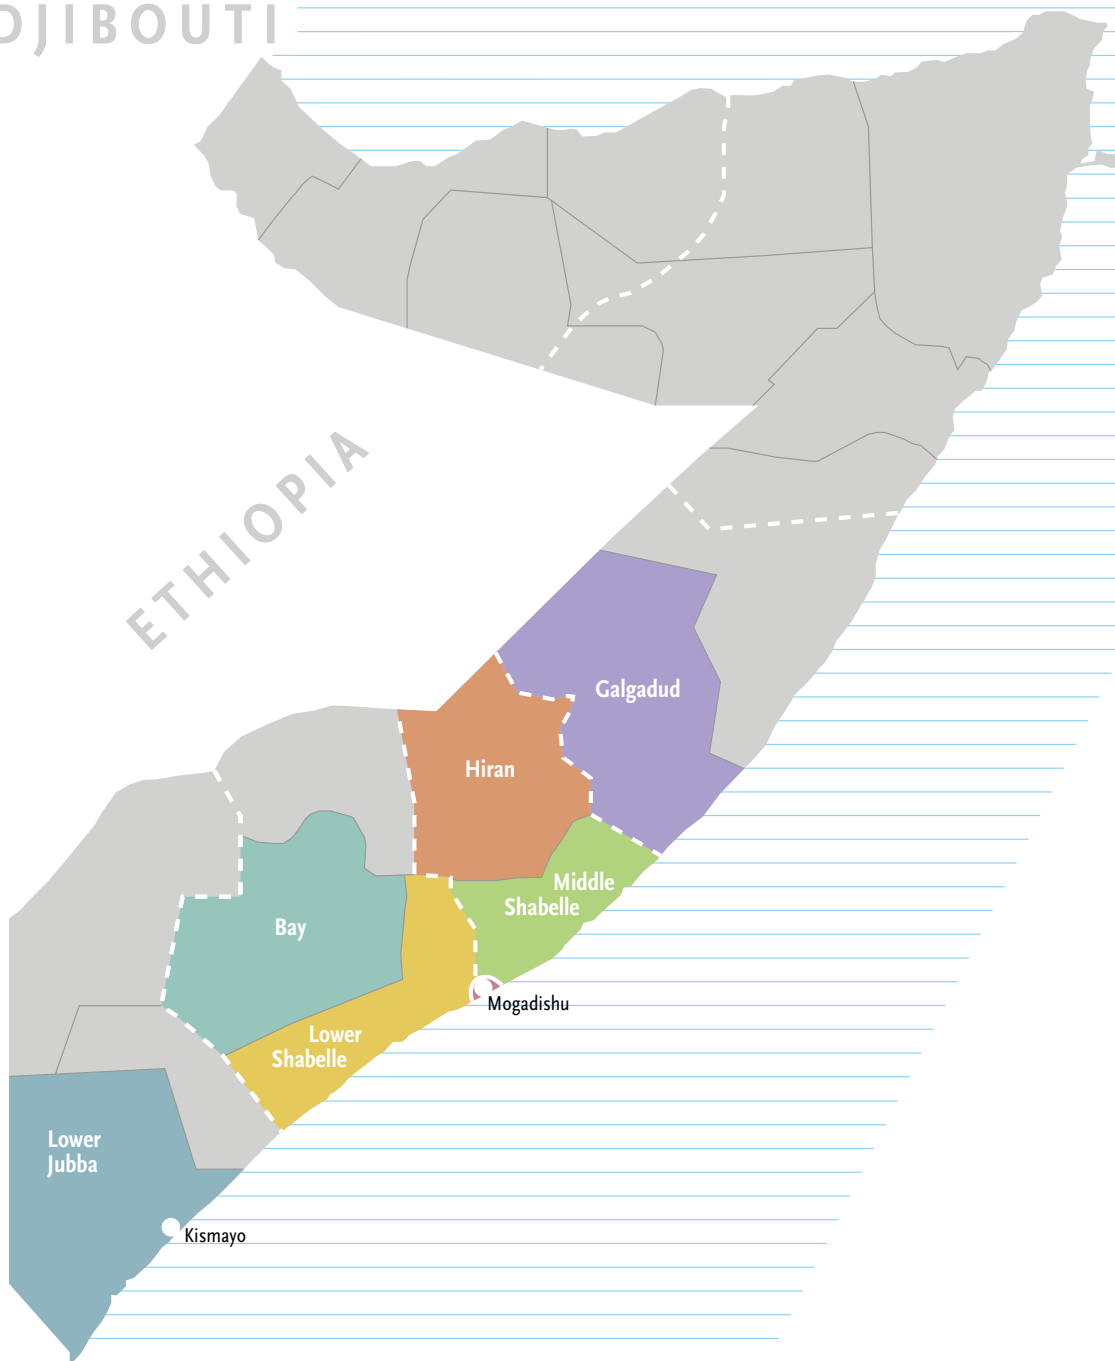 DJIBOUTI
ETHIOPIA
Galgadud
Hiran
Middle
Shabelle
Bay
Mogadishu
Lower
Shabelle
Lower
Jubba
Kismayo